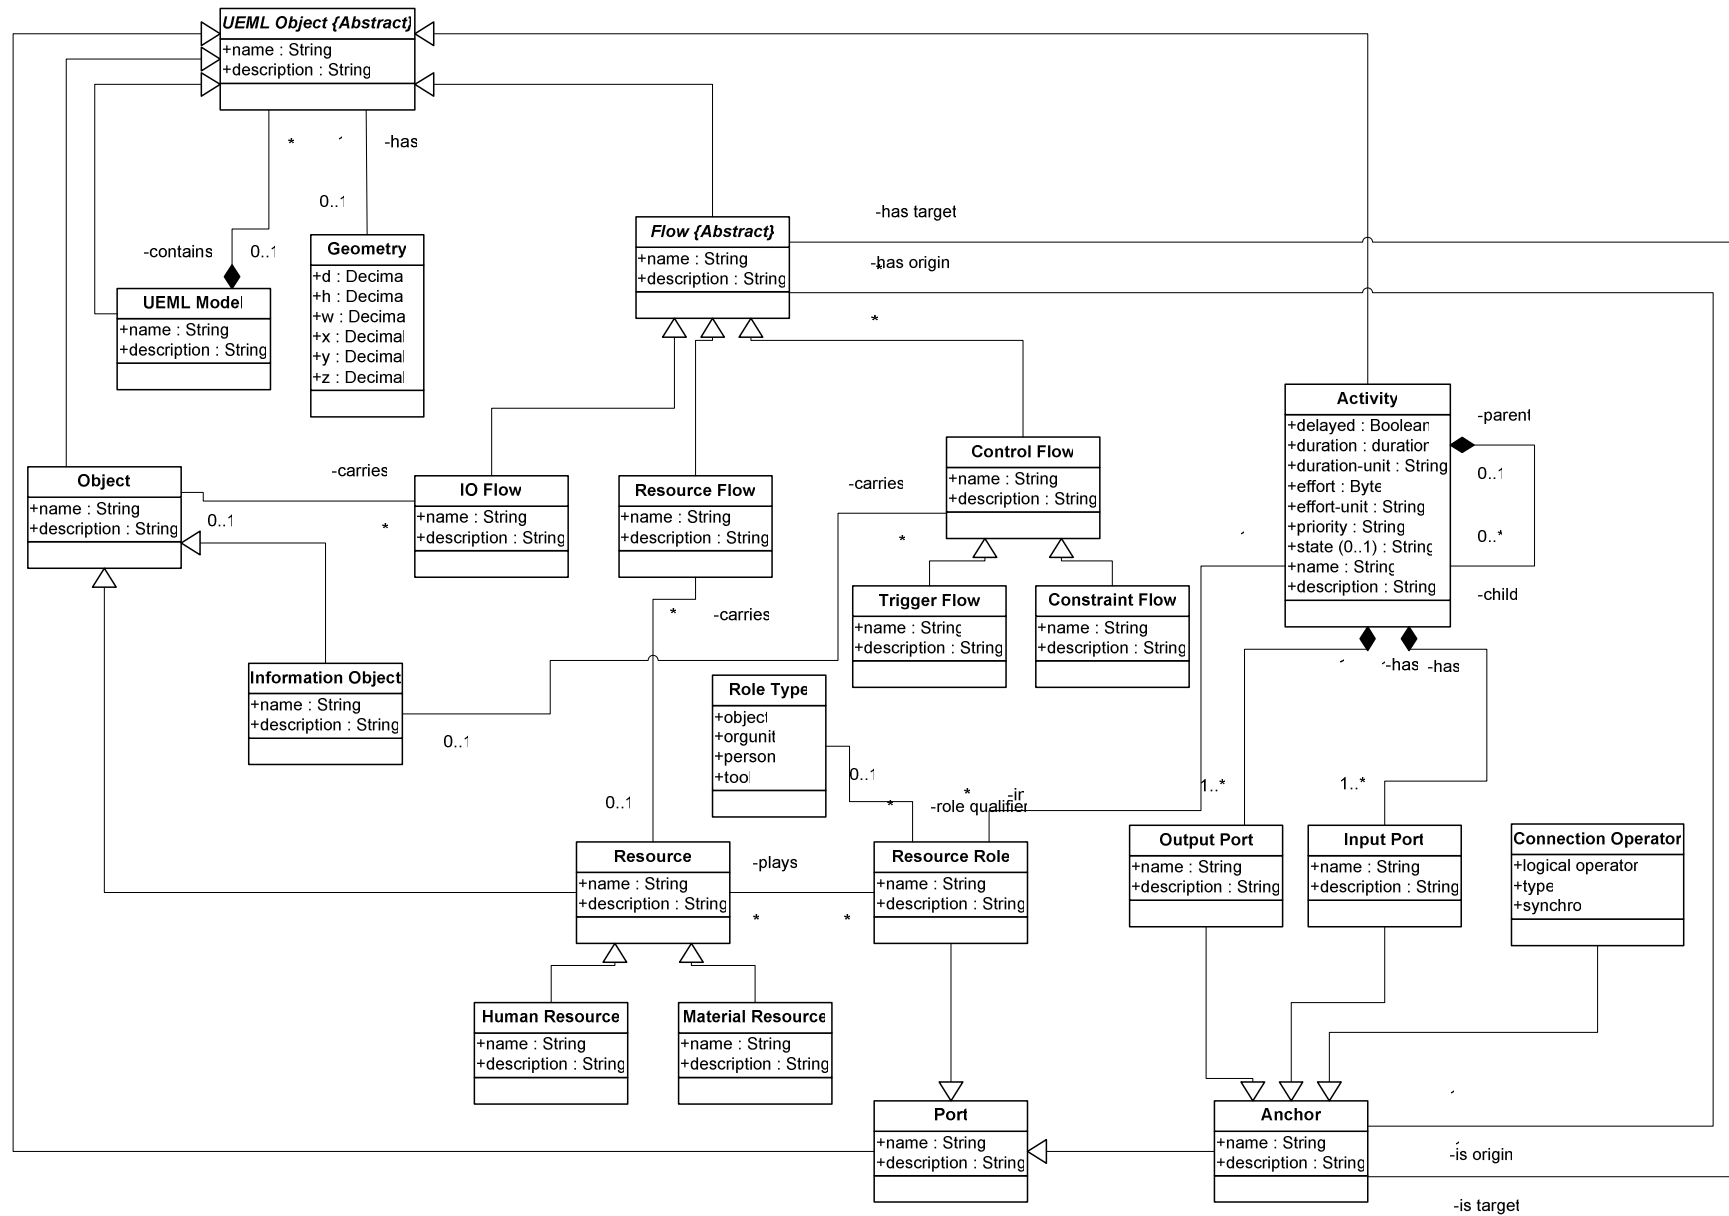 UEML Object {Abstract}
+name : String
+description : String
*
-has
0..1
-contains
0..1
UEML Model
+name : String
+description : String
Geometry
+d : Decima
+h : Decima
+w : Decima
+x : Decimal
+y : Decimal
+z : Decimal
Flow {Abstract}
+name : String
+description : String
-has target
*
-has origin
*
Activity
+delayed : Boolean
+duration : duration
+duration-unit : String
+effort : Byte
+effort-unit : String
+priority : String
+state (0..1) : String
+name : String
+description : String
-parent
0..1
0..*
-child
Object
+name : String
+description : String
-carries
0..1
*
IO Flow
+name : String
+description : String
Resource Flow
+name : String
+description : String
Control Flow
+name : String
+description : String
-carries
*
Trigger Flow
+name : String
+description : String
Constraint Flow
+name : String
+description : String
*
-carries
Information Object
+name : String
+description : String
0..1
Role Type
+object
+orgunit
+person
+tool
0..1
*
-role qualifier
*
-in
-has
-has
1..*
1..*
0..1
Resource
+name : String
+description : String
-plays
*
*
Resource Role
+name : String
+description : String
Output Port
+name : String
+description : String
Input Port
+name : String
+description : String
Connection Operator
+logical operator
+type
+synchro
Human Resource
+name : String
+description : String
Material Resource
+name : String
+description : String
Port
+name : String
+description : String
Anchor
+name : String
+description : String
-is origin
-is target